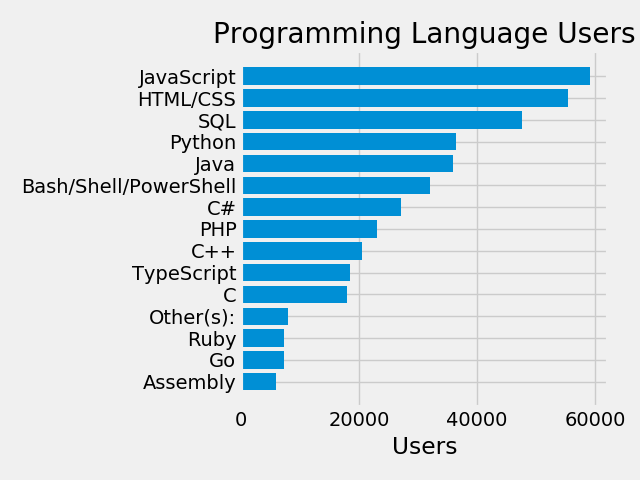 Programming Language Users
JavaScript
HTML/CSS
SQL
Python
Java
Bash/Shell/PowerShell
C#
PHP
C++
TypeScript
C
Other(s):
Ruby
Go
Assembly
0 20000 40000 60000
Users